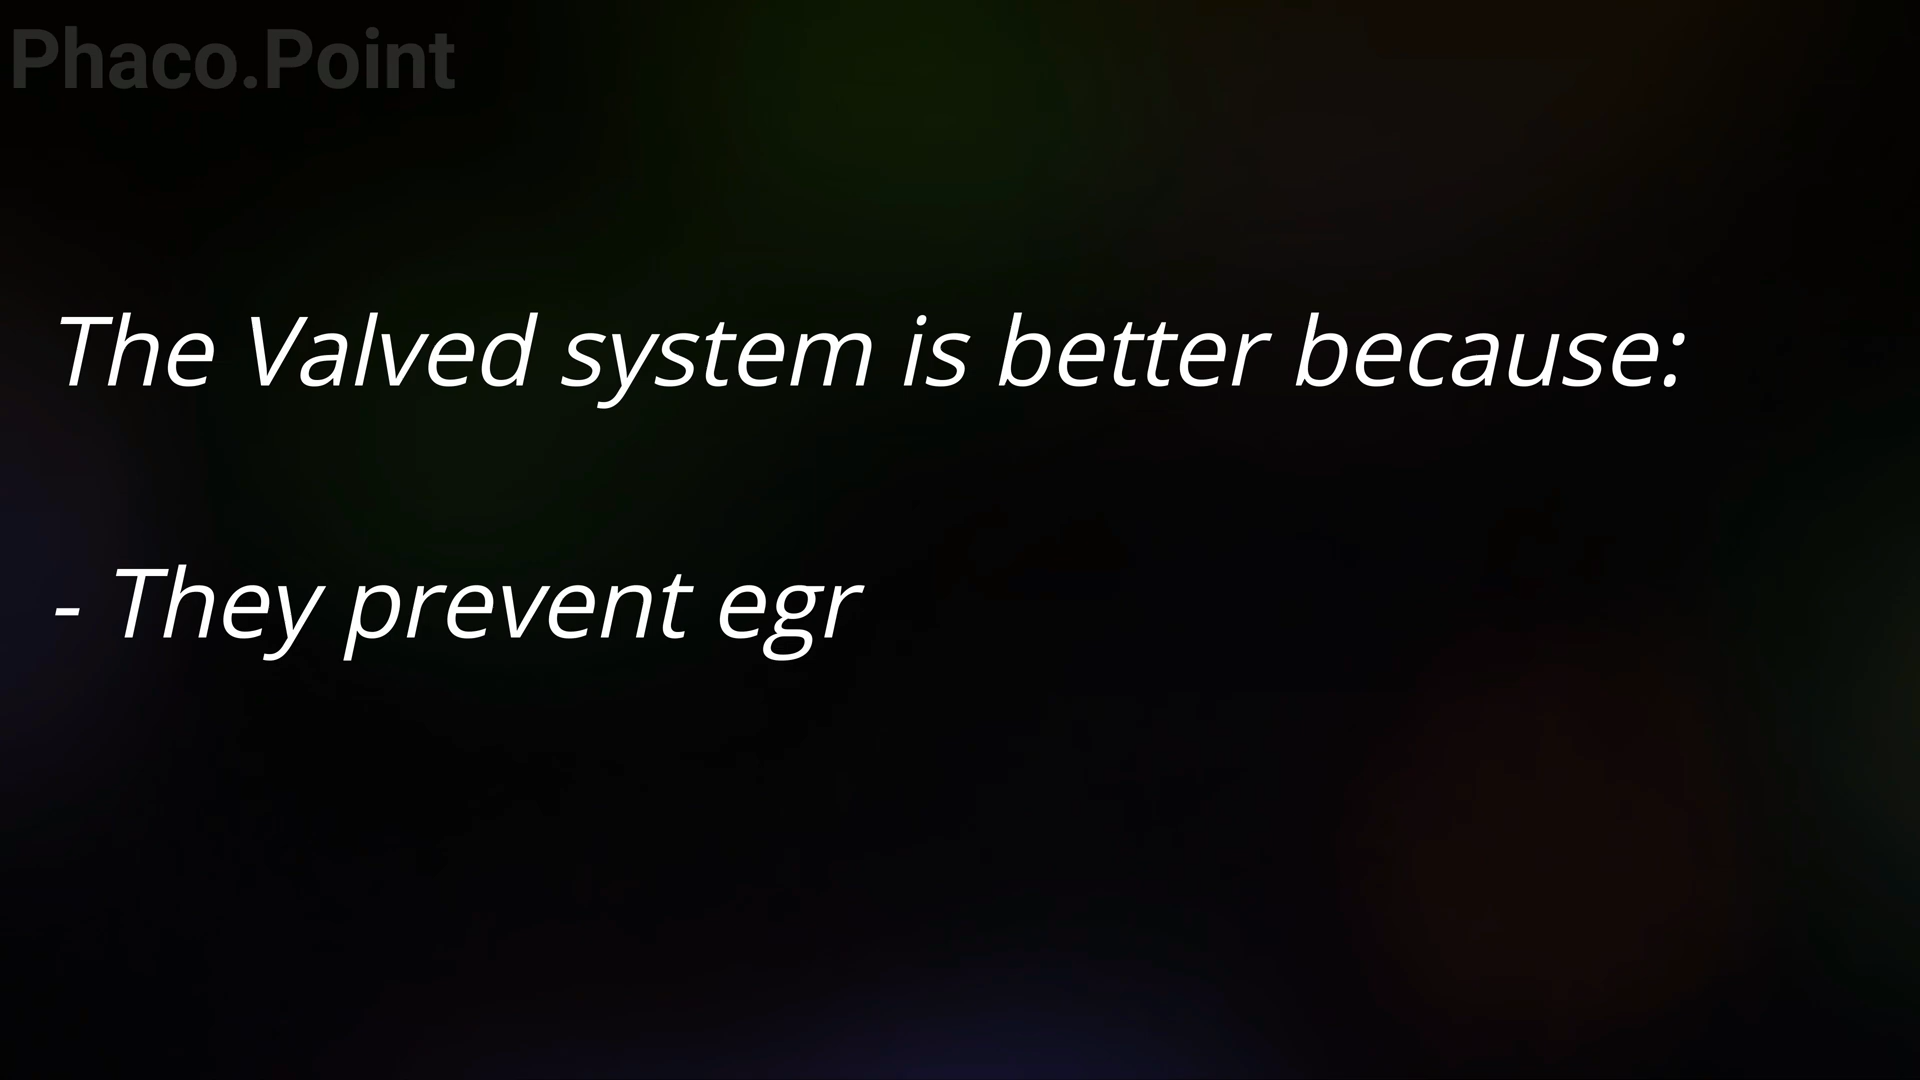 Phaco.Point
The Valved system is better because:
- They prevent egr